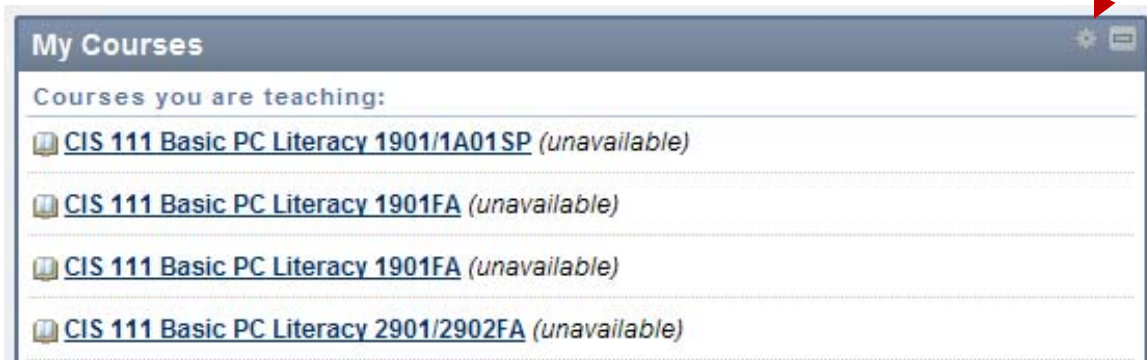 My Courses
Courses you are teaching:
CIS 111 Basic PC Literacy 1901/1A01SP (unavailable)
CIS 111 Basic PC Literacy 1901FA (unavailable)
CIS 111 Basic PC Literacy 1901FA (unavailable)
CIS 111 Basic PC Literacy 2901/2902FA (unavailable)